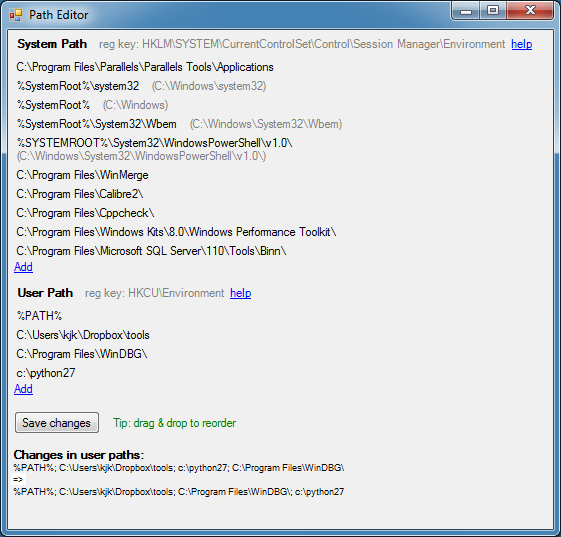 Path Editor
System Path reg key: HKLM\SYSTEM\CurrentControlSet\Control\Session Manager\Environment help
C:\Program Files\Parallels\Parallels Tools\Applications
%SystemRoot%\system32 (C:\Windows\system32)
%SystemRoot% (C:\Windows)
%SystemRoot%\System32\Wbem (C:\Windows\System32\Wbem)
%SYSTEMROOT%\System32\WindowsPowerShell\v1.0\
(C:\Windows\System32\WindowsPowerShell\v1.0\)
C:\Program Files\WinMerge
C:\Program Files\Calibre2\
C:\Program Files\Cppcheck\
C:\Program Files\Windows Kits\8.0\Windows Performance Toolkit\
C:\Program Files\Microsoft SQL Server\110\Tools\Binn\
Add
User Path reg key: HKCU\Environment help
%PATH%
C:\Users\kjk\Dropbox\tools
C:\Program Files\WinDBG\
c:\python27
Add
Save changes Tip: drag & drop to reorder
Changes in user paths:
%PATH%; C:\Users\kjk\Dropbox\tools; c:\python27; C:\Program Files\WinDBG\
=>
%PATH%; C:\Users\kjk\Dropbox\tools; C:\Program Files\WinDBG\; c:\python27